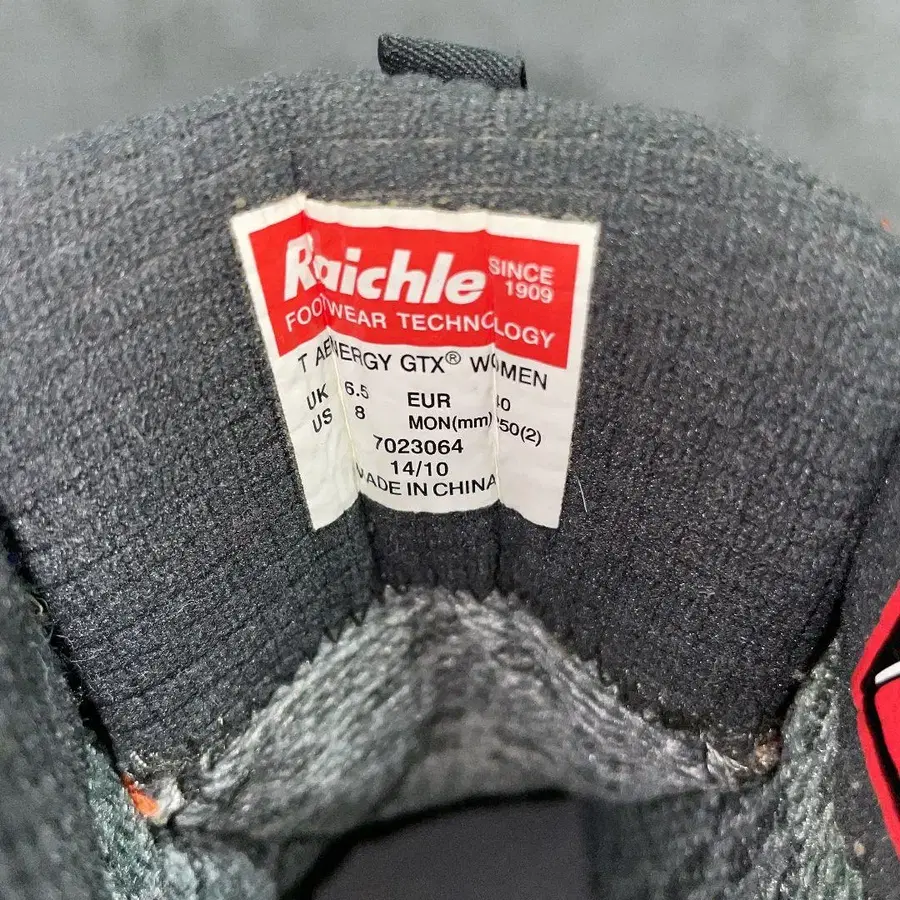 Raichle
SINCE
1909
FOOTWEAR TECHNOLOGY
GTX® WOMEN
UK 6.5 EUR 40
US 8 MON(mm) 250(2)
7023064
14/10
MADE IN CHINA